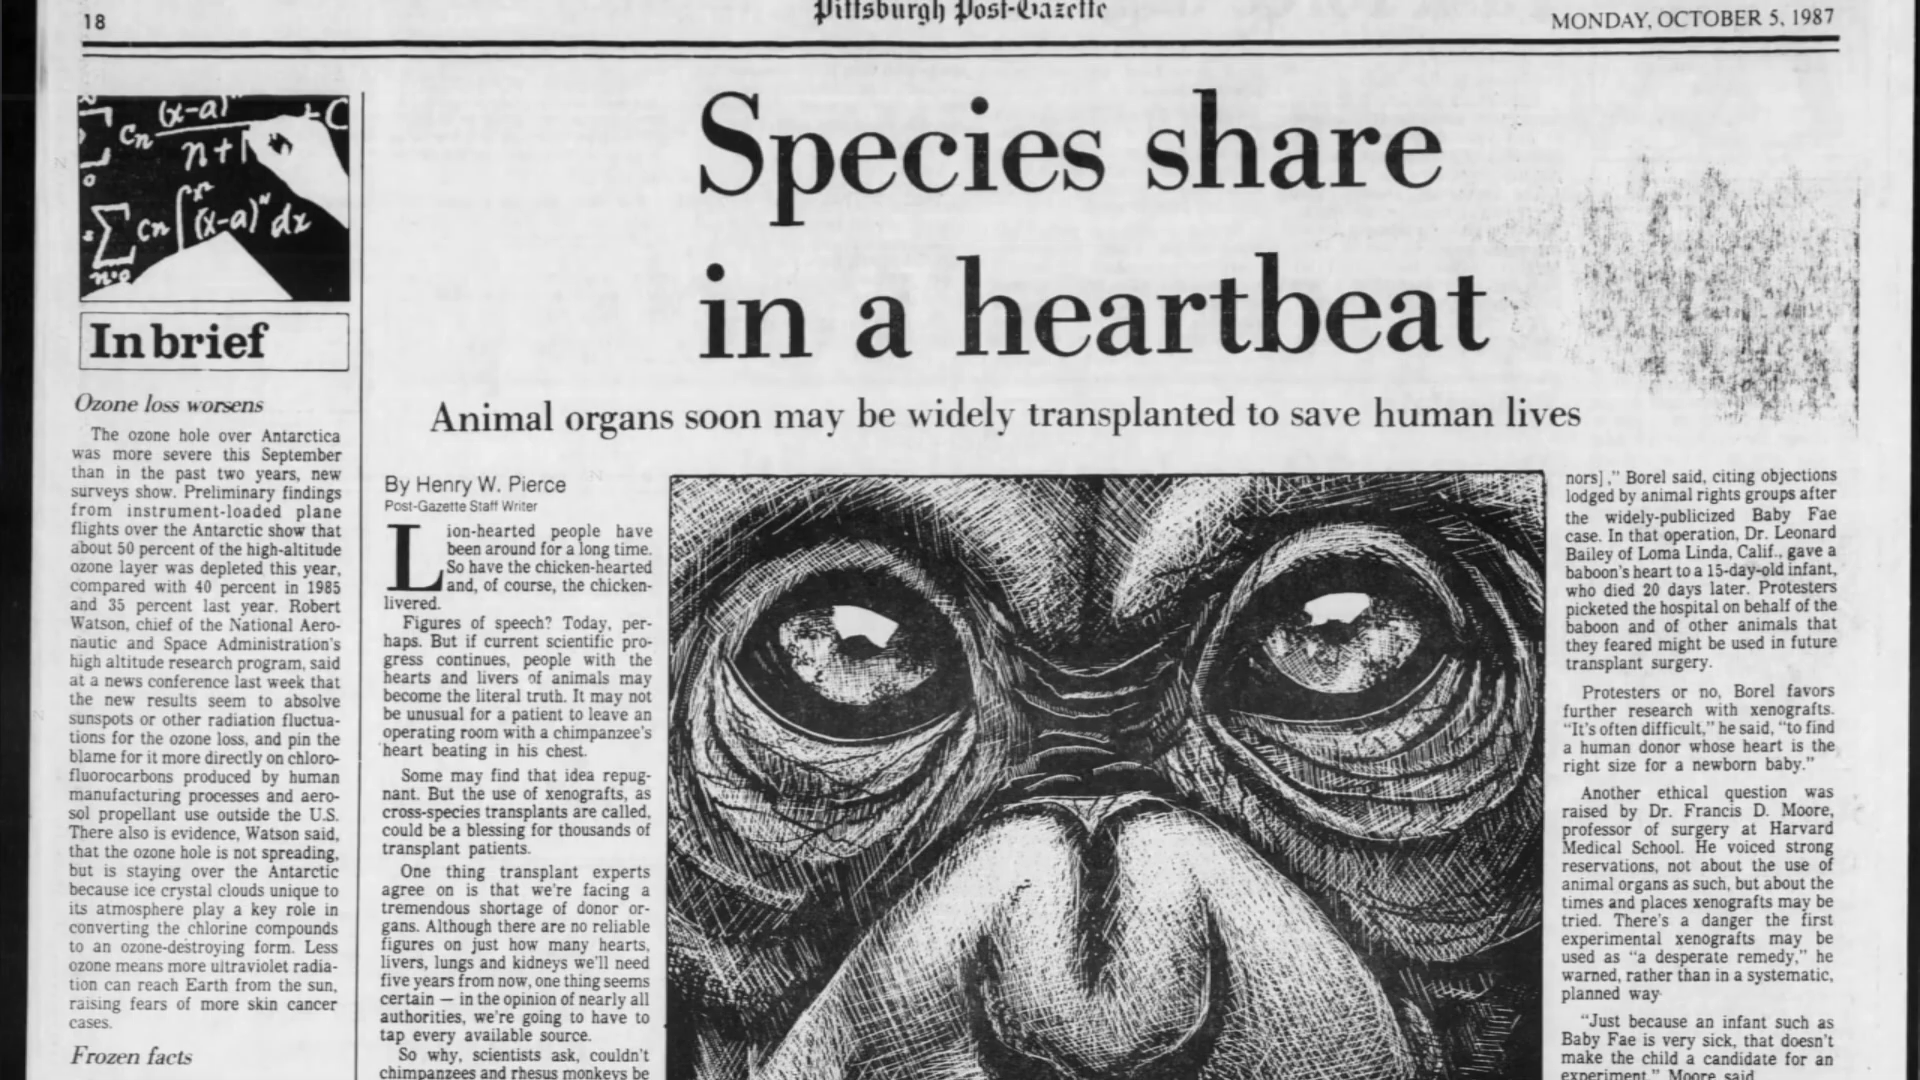 18
Pittsburgh Post-Gazette
MONDAY, OCTOBER 5, 1987
(x-a)
+C
Cn
n+1
0
Σ Cn ∫ (x-a)ⁿ dx
n=0
In brief
Ozone loss worsens
The ozone hole over Antarctica
was more severe this September
than in the past two years, new
surveys show. Preliminary findings
from instrument-loaded plane
flights over the Antarctic show that
about 50 percent of the high-altitude
ozone layer was depleted this year,
compared with 40 percent in 1985
and 35 percent last year. Robert
Watson, chief of the National Aero-
nautic and Space Administration's
high altitude research program, said
at a news conference last week that
the new results seem to absolve
sunspots or other radiation fluctua-
tions for the ozone loss, and pin the
blame for it more directly on chloro-
fluorocarbons produced by human
manufacturing processes and aero-
sol propellant use outside the U.S.
There also is evidence, Watson said,
that the ozone hole is not spreading,
but is staying over the Antarctic
because ice crystal clouds unique to
its atmosphere play a key role in
converting the chlorine compounds
to an ozone-destroying form. Less
ozone means more ultraviolet radia-
tion can reach Earth from the sun,
raising fears of more skin cancer
cases.
Frozen facts
Species share
in a heartbeat
Animal organs soon may be widely transplanted to save human lives
By Henry W. Pierce
Post-Gazette Staff Writer
Lion-hearted people have
been around for a long time.
So have the chicken-hearted
and, of course, the chicken-
livered.
Figures of speech? Today, per-
haps. But if current scientific pro-
gress continues, people with the
hearts and livers of animals may
become the literal truth. It may not
be unusual for a patient to leave an
operating room with a chimpanzee's
heart beating in his chest.
Some may find that idea repug-
nant. But the use of xenografts, as
cross-species transplants are called,
could be a blessing for thousands of
transplant patients.
One thing transplant experts
agree on is that we're facing a
tremendous shortage of donor or-
gans. Although there are no reliable
figures on just how many hearts,
livers, lungs and kidneys we'll need
five years from now, one thing seems
certain — in the opinion of nearly all
authorities, we're going to have to
tap every available source.
So why, scientists ask, couldn't
chimpanzees and rhesus monkeys be
nors]," Borel said, citing objections
lodged by animal rights groups after
the widely-publicized Baby Fae
case. In that operation, Dr. Leonard
Bailey of Loma Linda, Calif., gave a
baboon's heart to a 15-day-old infant,
who died 20 days later. Protesters
picketed the hospital on behalf of the
baboon and of other animals that
they feared might be used in future
transplant surgery.
Protesters or no, Borel favors
further research with xenografts.
"It's often difficult," he said, "to find
a human donor whose heart is the
right size for a newborn baby."
Another ethical question was
raised by Dr. Francis D. Moore,
professor of surgery at Harvard
Medical School. He voiced strong
reservations, not about the use of
animal organs as such, but about the
times and places xenografts may be
tried. There's a danger the first
experimental xenografts may be
used as "a desperate remedy," he
warned, rather than in a systematic,
planned way.
"Just because an infant such as
Baby Fae is very sick, that doesn't
make the child a candidate for an
experiment," Moore said